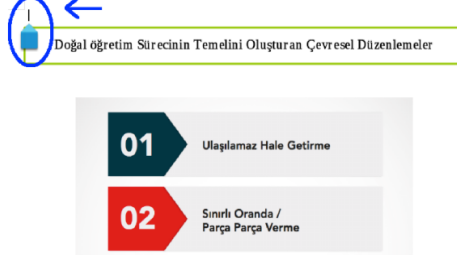 Doğal öğretim Sürecinin Temelini Oluşturan Çevresel Düzenlemeler
01
Ulaşılamaz Hale Getirme
02
Sınırlı Oranda /
Parça Parça Verme